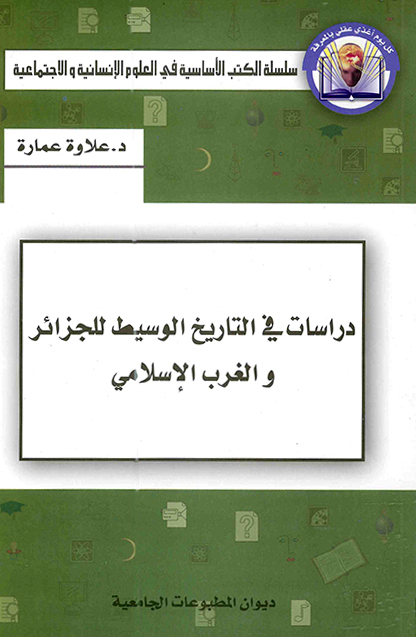 كل يوم أغذي عقلي بالمعرفة
سلسلة الكتب الأساسية في العلوم الإنسانية و الاجتماعية
د.علاوة عمارة
دراسات في التاريخ الوسيط للجزائر
و الغرب الإسلامي
ديوان المطبوعات الجامعية